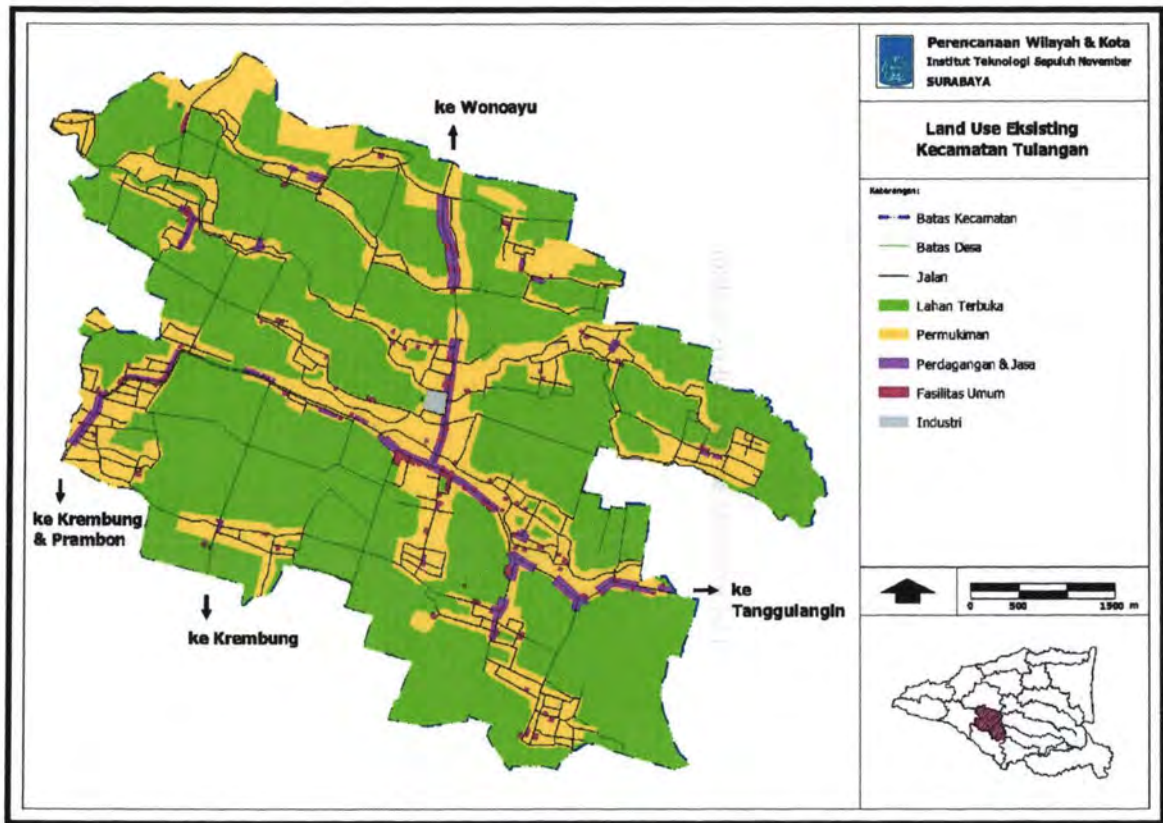 Perencanaan Wilayah & Kota
Institut Teknologi Sepuluh November
SURABAYA
Land Use Eksisting
Kecamatan Tulangan
Keterangan:
Batas Kecamatan
Batas Desa
Jalan
Lahan Terbuka
Permukiman
Perdagangan & Jasa
Fasilitas Umum
Industri
0 500 1500 m
ke Wonoayu
ke Krembung
& Prambon
ke Krembung
ke
Tanggulangin